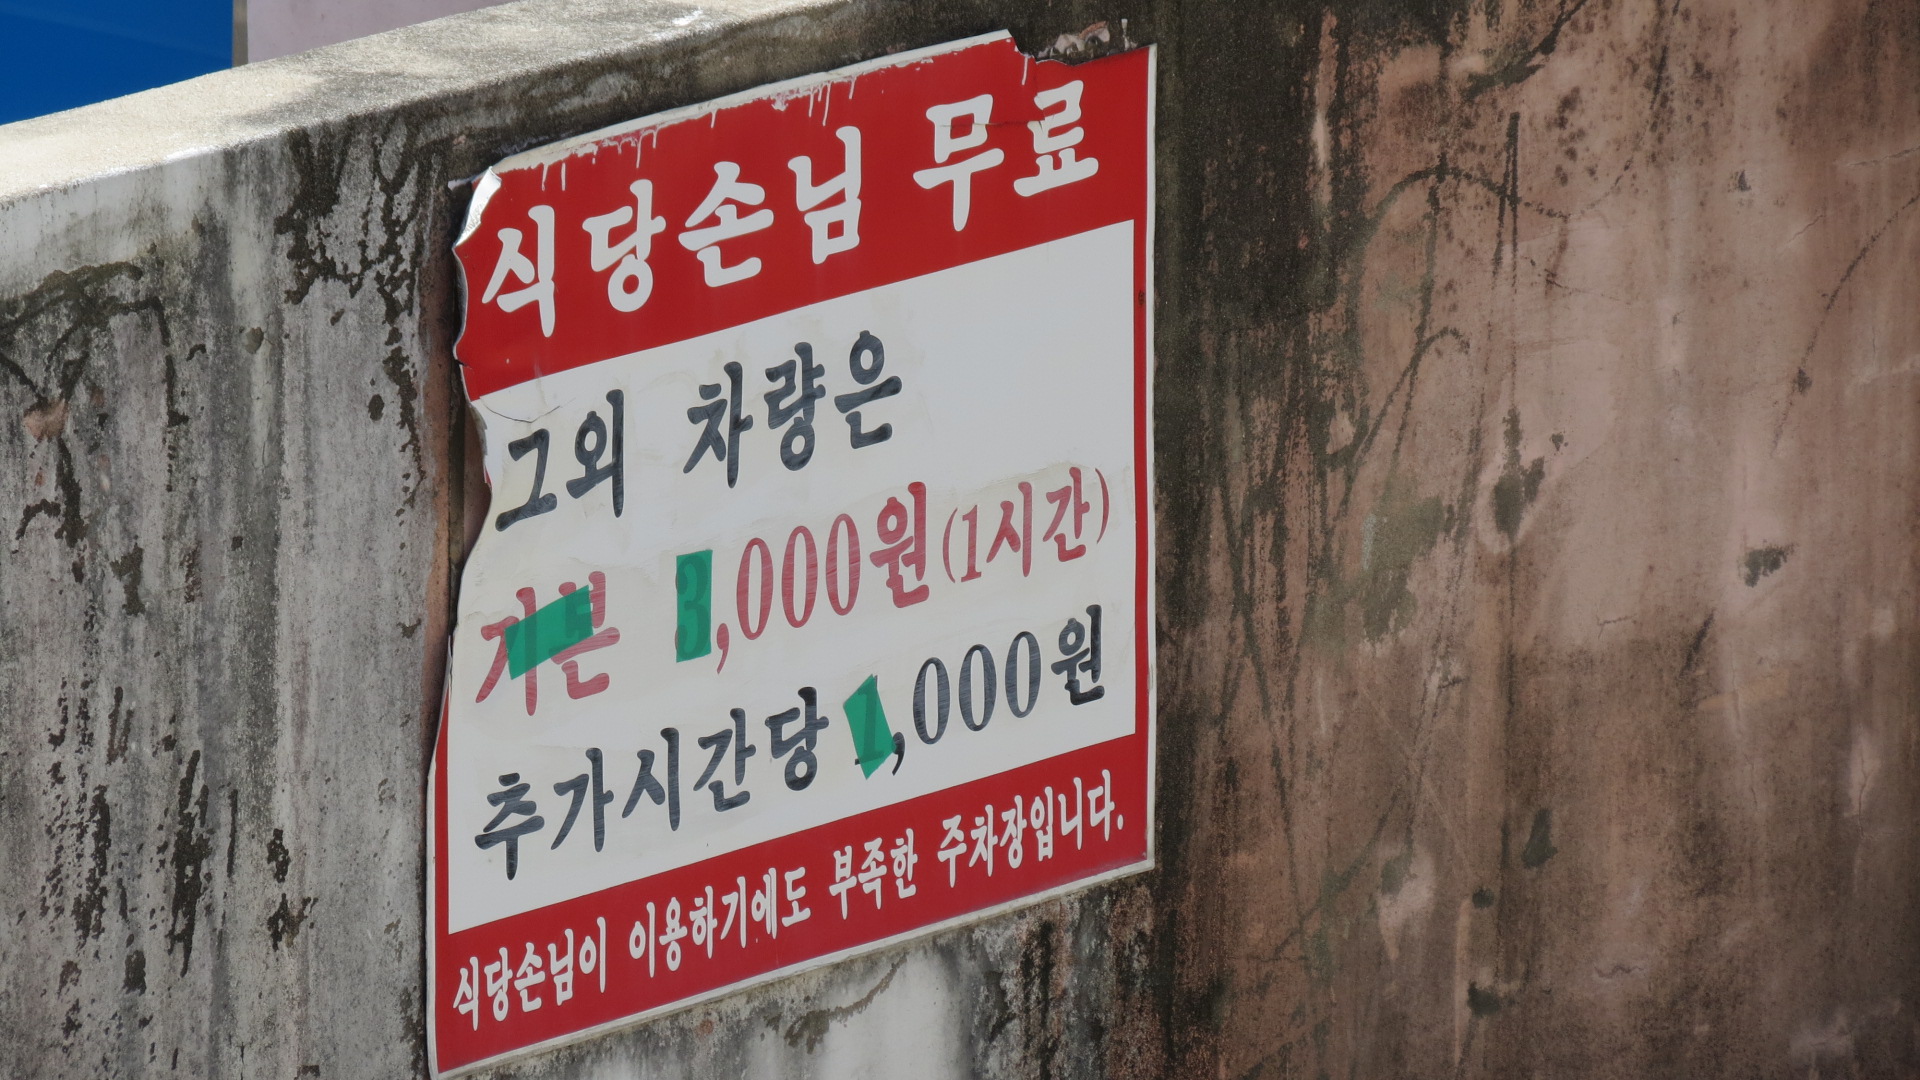 식당손님 무료
그외 차량은
기본 3,000원(1시간)
추가시간당 1,000원
식당손님이 이용하기에도 부족한 주차장입니다.